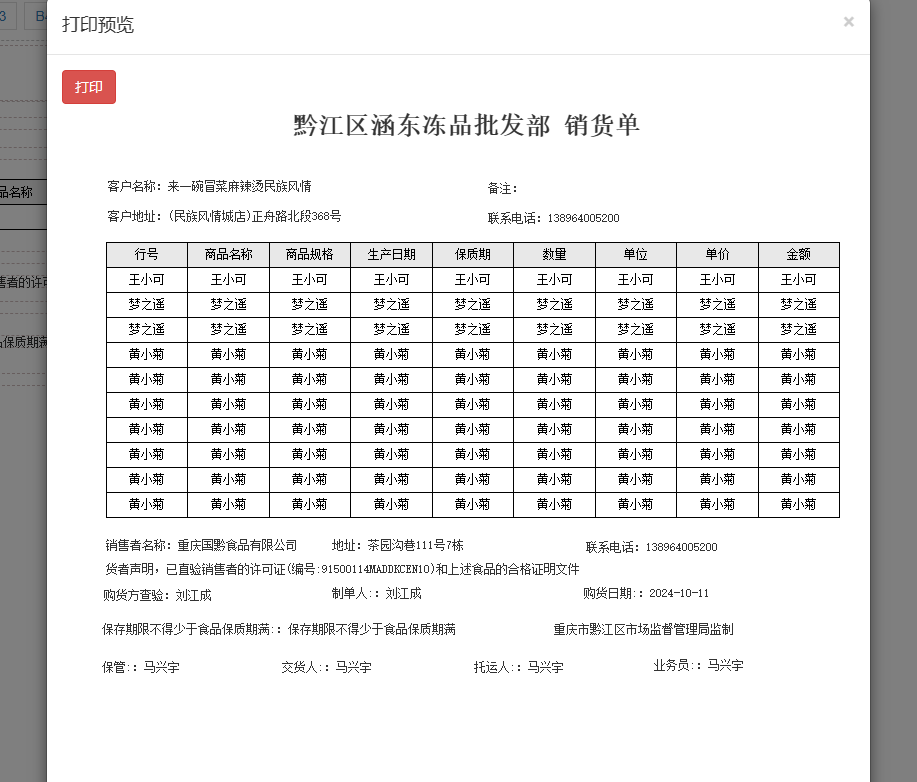 打印预览 ×
打印
黔江区涵东冻品批发部 销货单
客户名称: 来一碗冒菜麻辣烫民族风情 备注:
客户地址: (民族风情城店)正舟路北段368号 联系电话: 138964005200
行号 商品名称 商品规格 生产日期 保质期 数量 单位 单价 金额
王小可 王小可 王小可 王小可 王小可 王小可 王小可 王小可 王小可
梦之遥 梦之遥 梦之遥 梦之遥 梦之遥 梦之遥 梦之遥 梦之遥 梦之遥
梦之遥 梦之遥 梦之遥 梦之遥 梦之遥 梦之遥 梦之遥 梦之遥 梦之遥
黄小菊 黄小菊 黄小菊 黄小菊 黄小菊 黄小菊 黄小菊 黄小菊 黄小菊
黄小菊 黄小菊 黄小菊 黄小菊 黄小菊 黄小菊 黄小菊 黄小菊 黄小菊
黄小菊 黄小菊 黄小菊 黄小菊 黄小菊 黄小菊 黄小菊 黄小菊 黄小菊
黄小菊 黄小菊 黄小菊 黄小菊 黄小菊 黄小菊 黄小菊 黄小菊 黄小菊
黄小菊 黄小菊 黄小菊 黄小菊 黄小菊 黄小菊 黄小菊 黄小菊 黄小菊
黄小菊 黄小菊 黄小菊 黄小菊 黄小菊 黄小菊 黄小菊 黄小菊 黄小菊
黄小菊 黄小菊 黄小菊 黄小菊 黄小菊 黄小菊 黄小菊 黄小菊 黄小菊
销售者名称: 重庆国黔食品有限公司 地址: 茶园沟巷111号7栋 联系电话: 138964005200
货者声明，已直验销售者的许可证(编号:91500114MADDKCEN10)和上述食品的合格证明文件
购货方查验: 刘江成 制单人:: 刘江成 购货日期:: 2024-10-11
保存期限不得少于食品保质期满:: 保存期限不得少于食品保质期满 重庆市黔江区市场监督管理局监制
保管:: 马兴宇 交货人:: 马兴宇 托运人:: 马兴宇 业务员:: 马兴宇
品名称
售者的许可
品保质期满